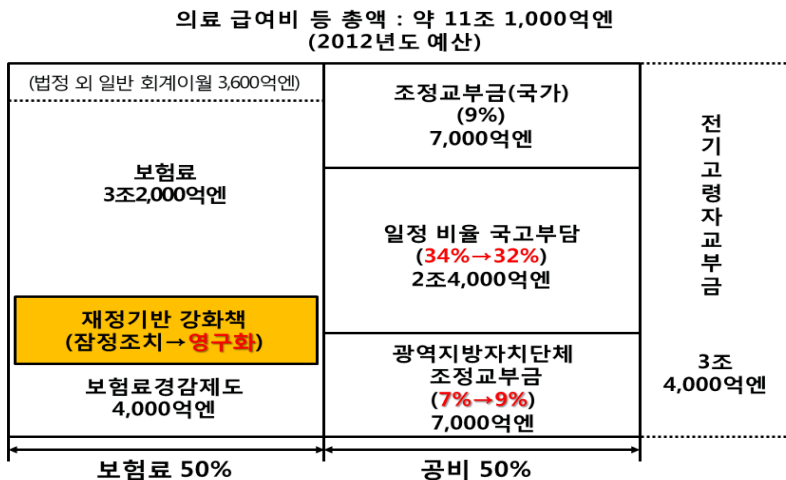 의료 급여비 등 총액 : 약 11조 1,000억엔
(2012년도 예산)
(법정 외 일반 회계이월 3,600억엔)
보험료
3조2,000억엔
재정기반 강화책
(잠정조치→영구화)
보험료경감제도
4,000억엔
조정교부금(국가)
(9%)
7,000억엔
일정 비율 국고부담
(34%→32%)
2조4,000억엔
광역지방자치단체
조정교부금
(7%→9%)
7,000억엔
전
기
고
령
자
교
부
금
3조
4,000억엔
보험료 50%
공비 50%